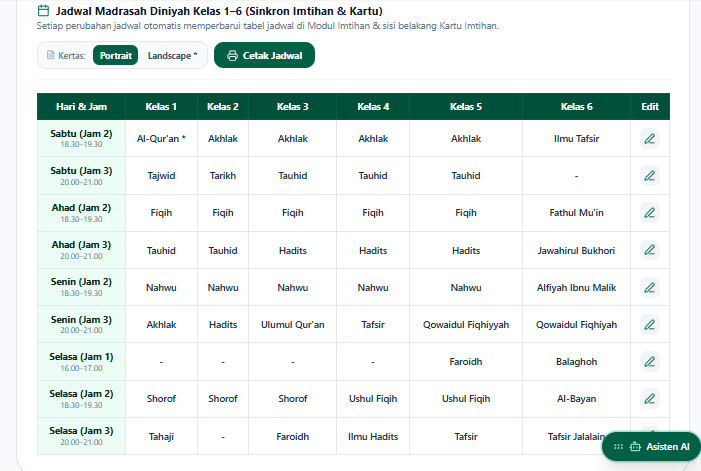 Jadwal Madrasah Diniyah Kelas 1–6 (Sinkron Imtihan & Kartu)
Setiap perubahan jadwal otomatis memperbarui tabel jadwal di Modul Imtihan & sisi belakang Kartu Imtihan.
Kertas: Portrait Landscape * Cetak Jadwal
Hari & Jam Kelas 1 Kelas 2 Kelas 3 Kelas 4 Kelas 5 Kelas 6 Edit
Sabtu (Jam 2) 18.30–19.30 Al-Qur'an * Akhlak Akhlak Akhlak Akhlak Ilmu Tafsir
Sabtu (Jam 3) 20.00–21.00 Tajwid Tarikh Tauhid Tauhid Tauhid -
Ahad (Jam 2) 18.30–19.30 Fiqih Fiqih Fiqih Fiqih Fiqih Fathul Mu'in
Ahad (Jam 3) 20.00–21.00 Tauhid Tauhid Hadits Hadits Hadits Jawahirul Bukhori
Senin (Jam 2) 18.30–19.30 Nahwu Nahwu Nahwu Nahwu Nahwu Alfiyah Ibnu Malik
Senin (Jam 3) 20.00–21.00 Akhlak Hadits Ulumul Qur'an Tafsir Qowaidul Fiqhiyyah Qowaidul Fiqhiyah
Selasa (Jam 1) 16.00–17.00 - - - - Faroidh Balaghoh
Selasa (Jam 2) 18.30–19.30 Shorof Shorof Shorof Ushul Fiqih Ushul Fiqih Al-Bayan
Selasa (Jam 3) 20.00–21.00 Tahaji - Faroidh Ilmu Hadits Tafsir Tafsir Jalalain
Asisten AI